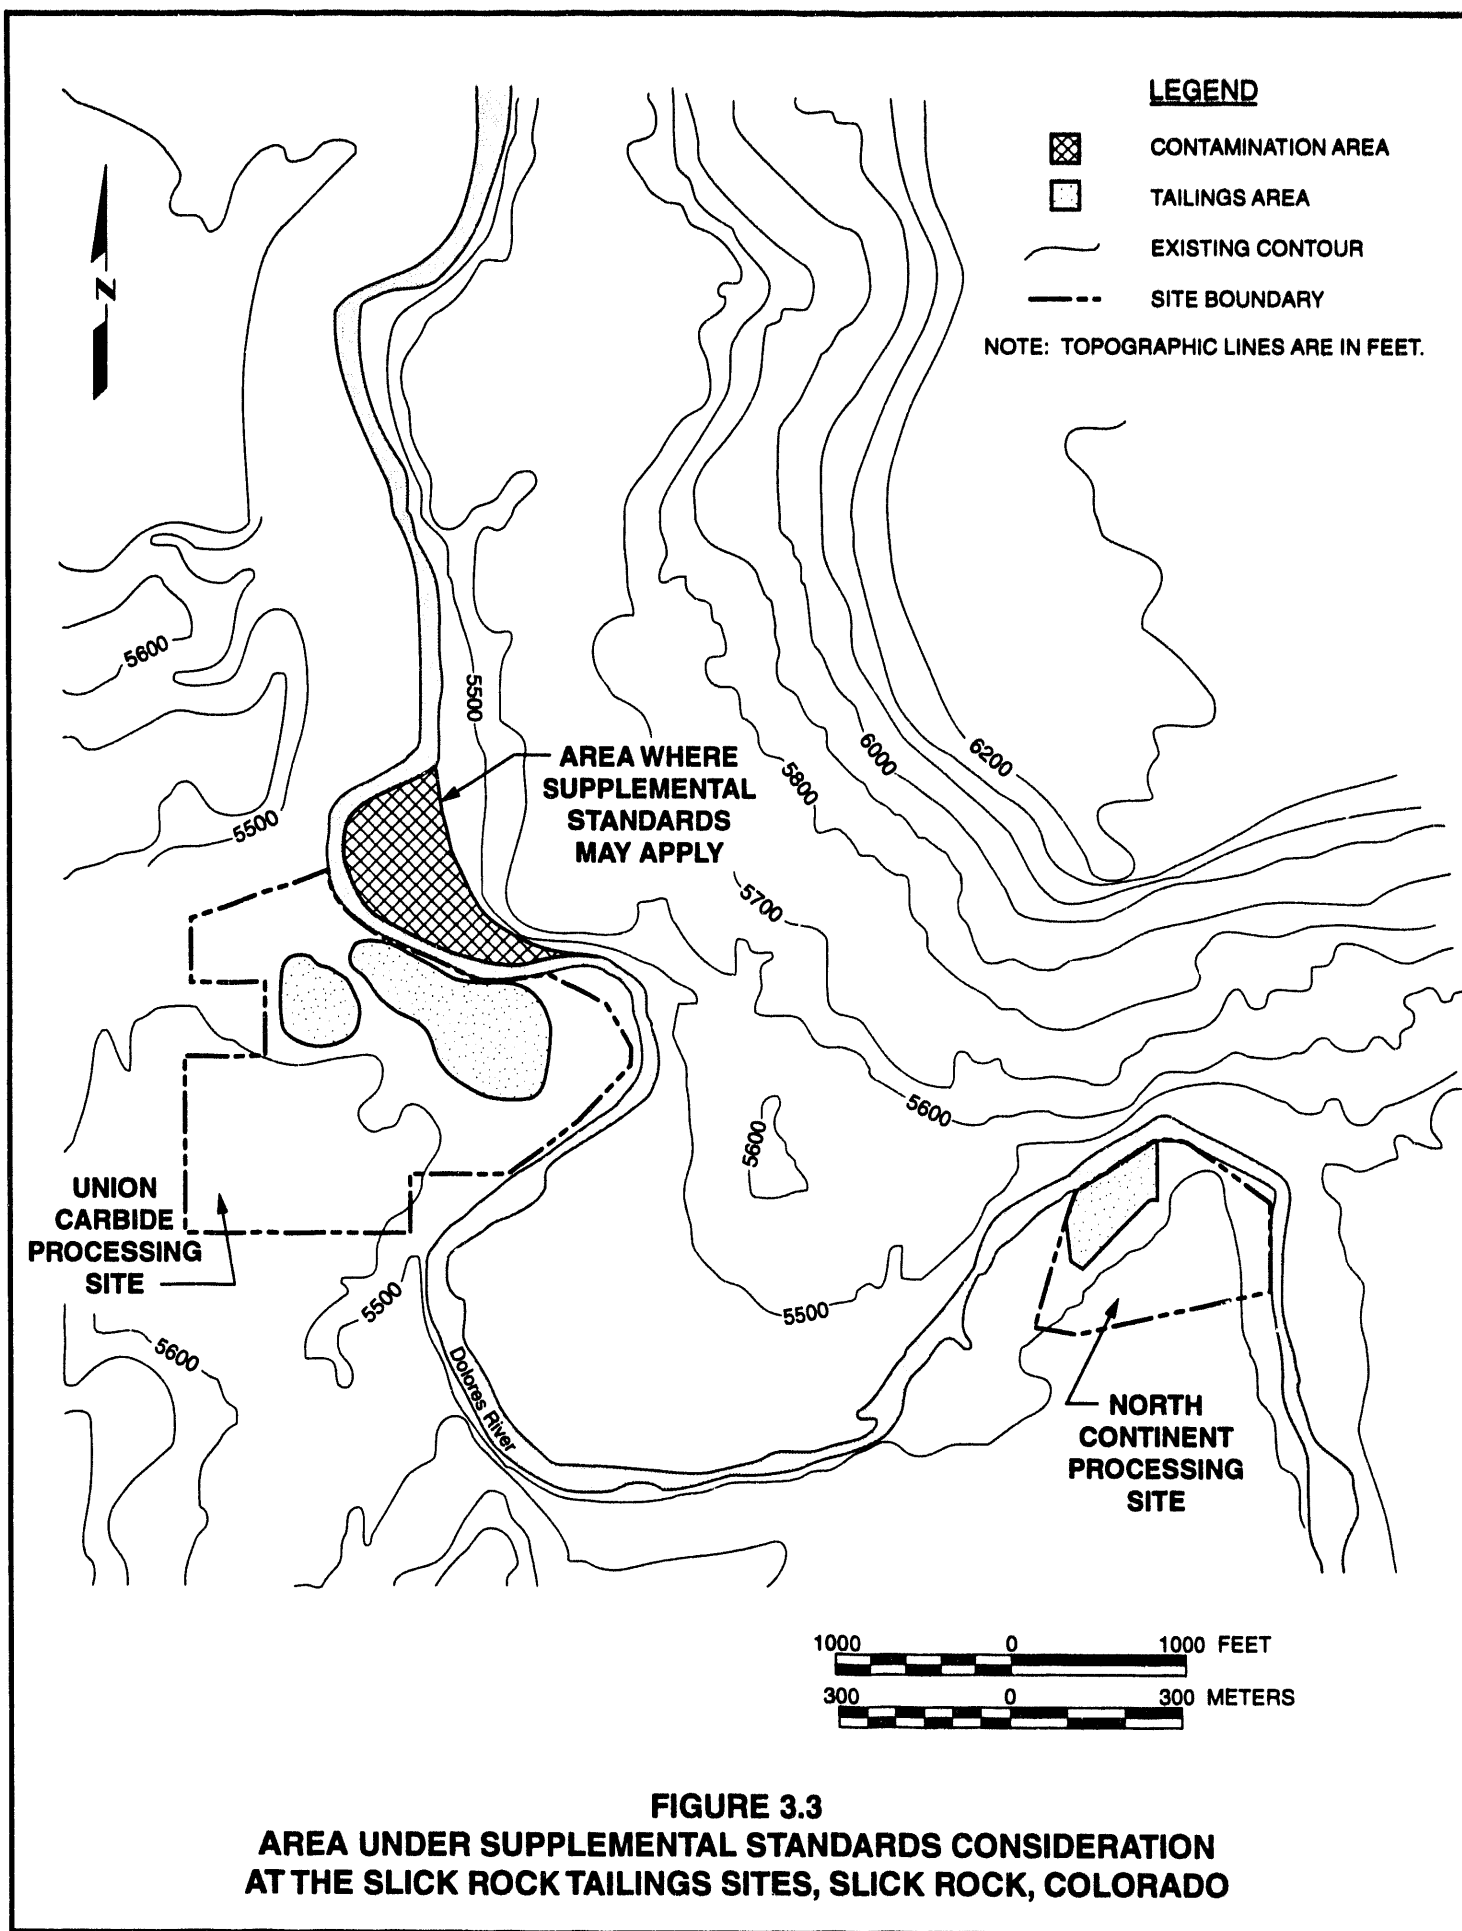 LEGEND
CONTAMINATION AREA
TAILINGS AREA
EXISTING CONTOUR
SITE BOUNDARY
NOTE: TOPOGRAPHIC LINES ARE IN FEET.
N
5600
5500
AREA WHERE
SUPPLEMENTAL
STANDARDS
MAY APPLY
6200
6000
5800
5500
5700
5600
5600
UNION
CARBIDE
PROCESSING
SITE
5500
5500
5600
Dolores River
NORTH
CONTINENT
PROCESSING
SITE
1000 0 1000 FEET
300 0 300 METERS
FIGURE 3.3
AREA UNDER SUPPLEMENTAL STANDARDS CONSIDERATION
AT THE SLICK ROCK TAILINGS SITES, SLICK ROCK, COLORADO